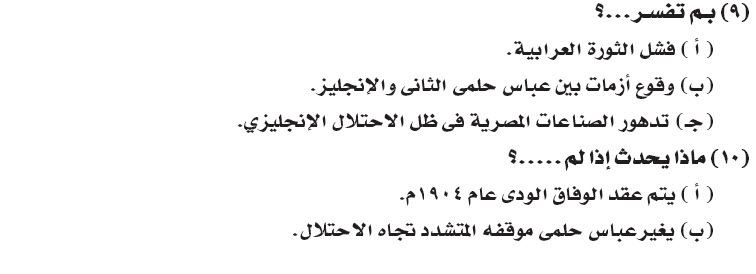 (٩) بم تفسر...؟
( أ ) فشل الثورة العرابية.
(ب) وقوع أزمات بين عباس حلمى الثانى والإنجليز.
(جـ) تدهور الصناعات المصرية فى ظل الاحتلال الإنجليزي.
(١٠) ماذا يحدث إذا لم .....؟
( أ ) يتم عقد الوفاق الودى عام ١٩٠٤م.
(ب) يغير عباس حلمى موقفه المتشدد تجاه الاحتلال.